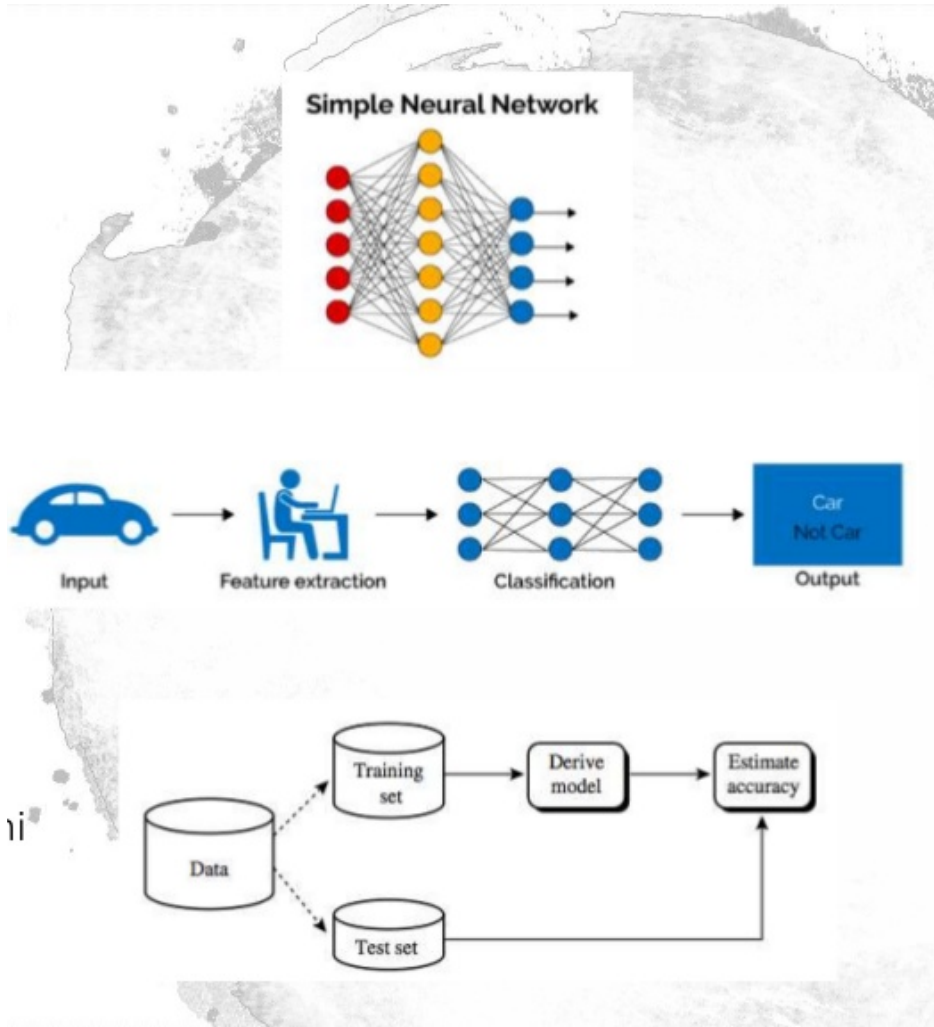 Simple Neural Network
Car
Not Car
Input
Feature extraction
Classification
Output
Training
set
Derive
model
Estimate
accuracy
Data
Test set